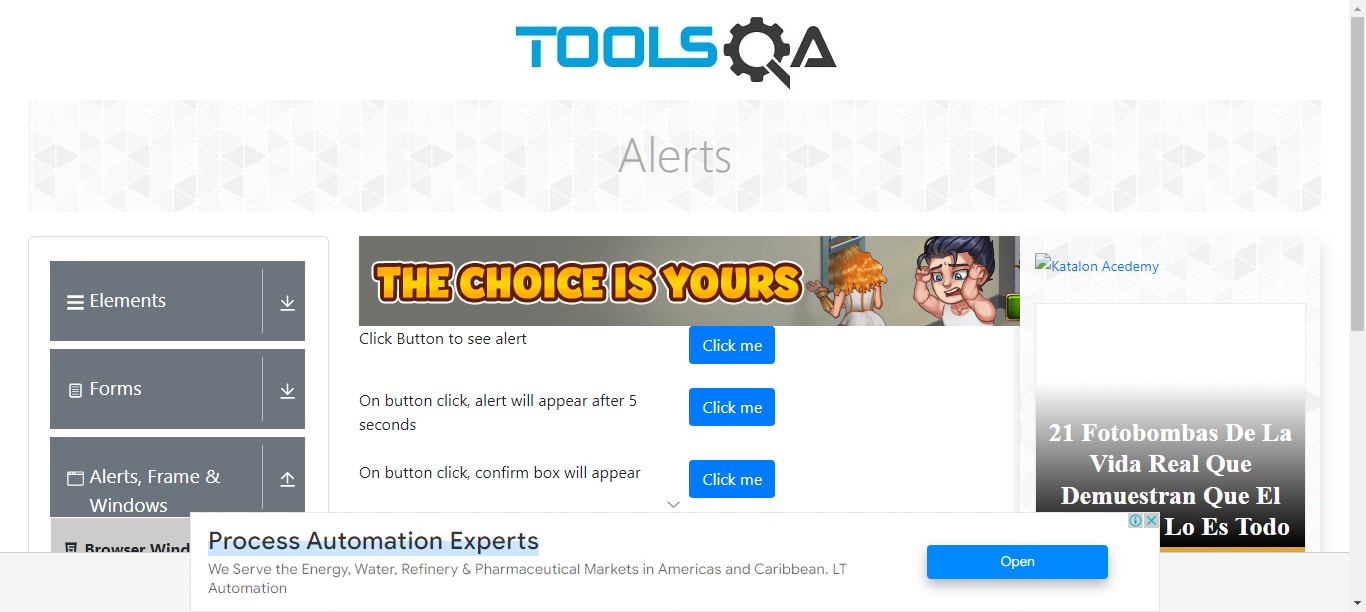 TOOLSQA
Alerts
Elements
Forms
Alerts, Frame &
Windows
THE CHOICE IS YOURS
Click Button to see alert
Click me
On button click, alert will appear after 5
seconds
Click me
On button click, confirm box will appear
Click me
Katalon Acedemy
21 Fotobombas De La
Vida Real Que
Demuestran Que El
Lo Es Todo
Process Automation Experts
We Serve the Energy, Water, Refinery & Pharmaceutical Markets in Americas and Caribbean. LT
Automation
Open
Browser Wind